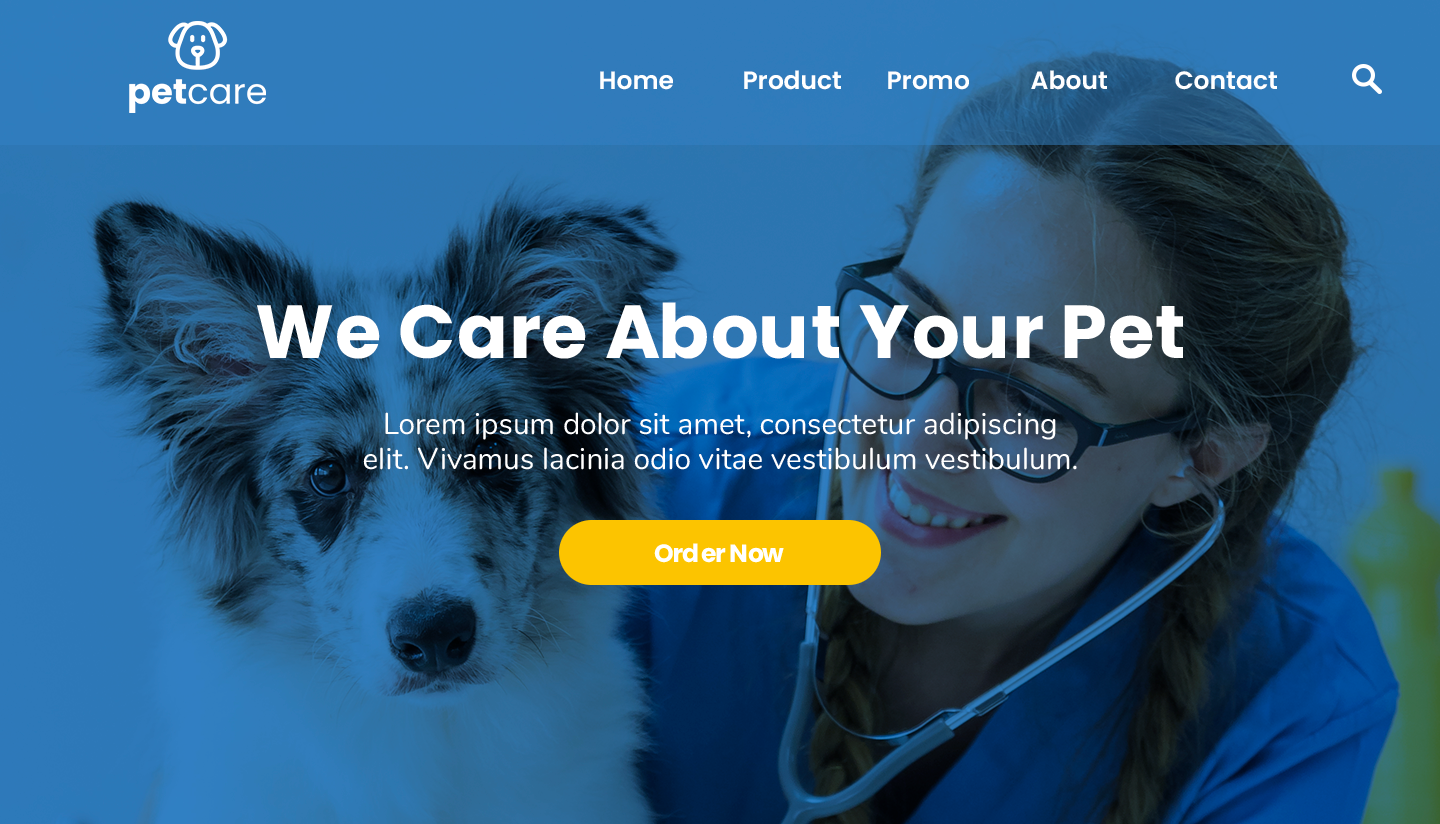 petcare
Home Product Promo About Contact
We Care About Your Pet
Lorem ipsum dolor sit amet, consectetur adipiscing
elit. Vivamus lacinia odio vitae vestibulum vestibulum.
Order Now